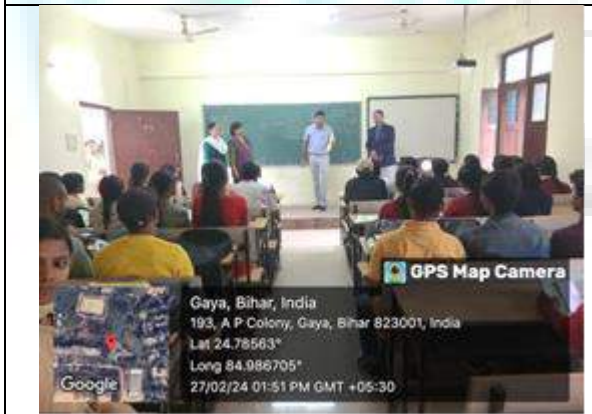 GPS Map Camera
Gaya, Bihar, India
193, A P Colony, Gaya, Bihar 823001, India
Lat 24.78563°
Long 84.986705°
27/02/24 01:51 PM GMT +05:30
Google